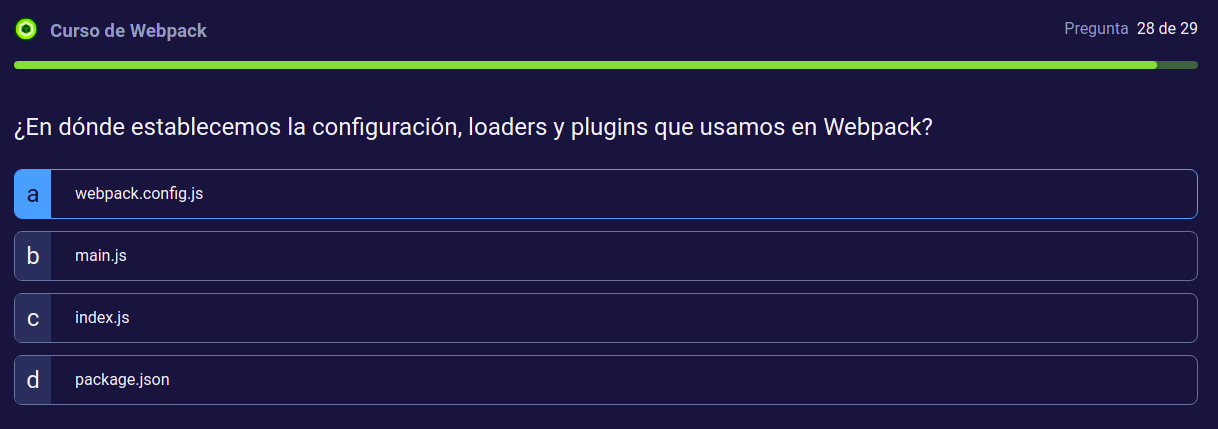 Curso de Webpack
Pregunta 28 de 29
¿En dónde establecemos la configuración, loaders y plugins que usamos en Webpack?
a webpack.config.js
b main.js
c index.js
d package.json